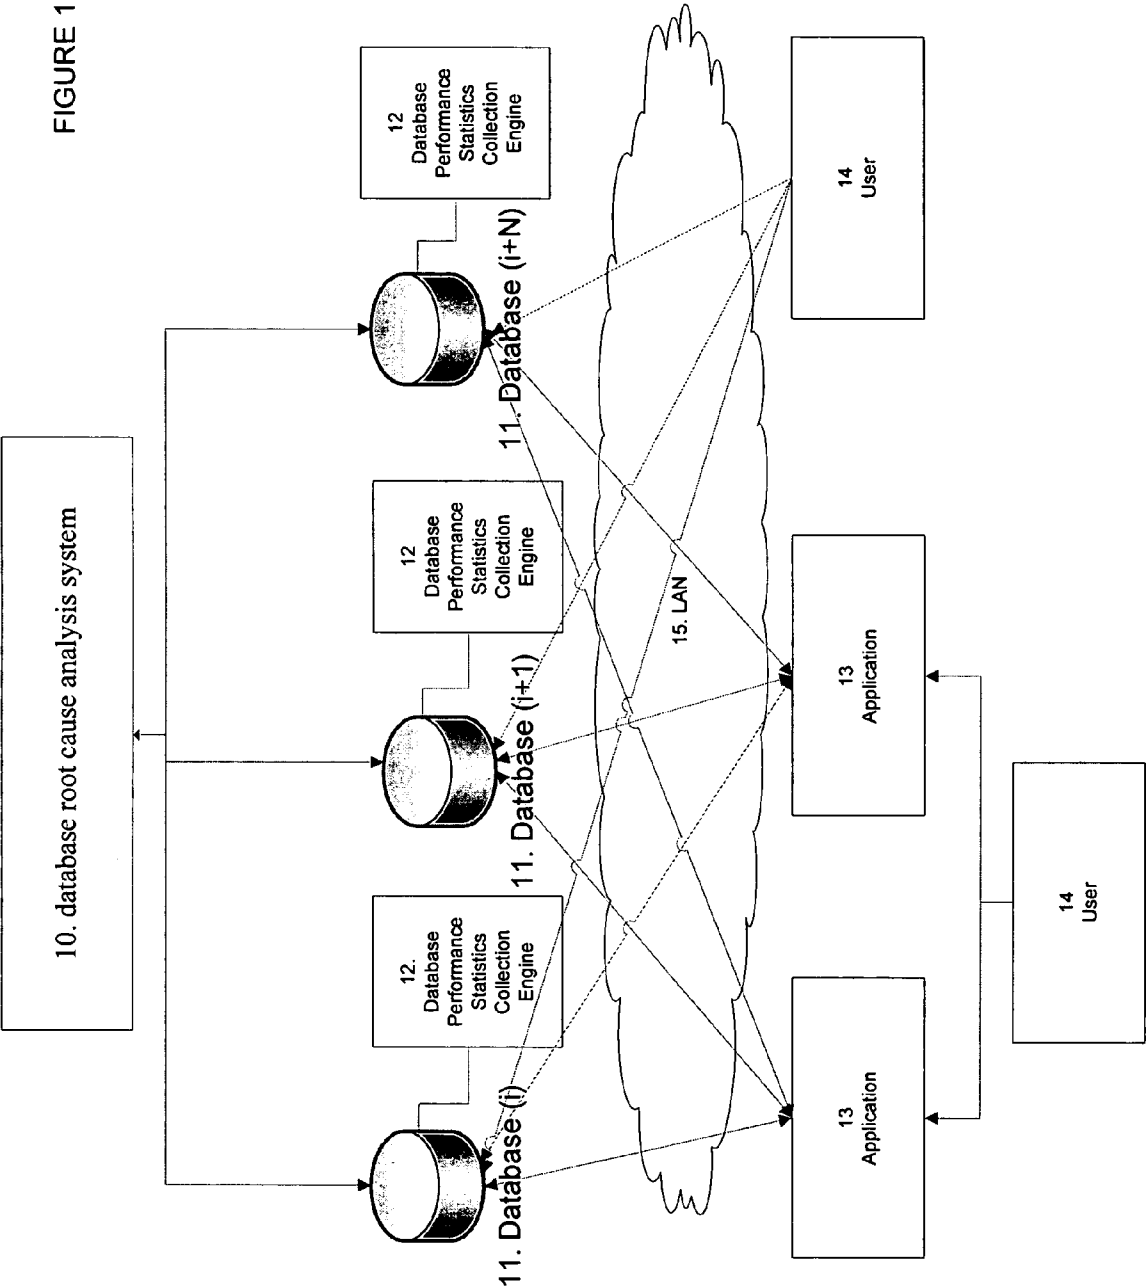 FIGURE 1
10. database root cause analysis system
12.
Database
Performance
Statistics
Collection
Engine
11. Database (i)
12
Database
Performance
Statistics
Collection
Engine
11. Database (i+1)
12
Database
Performance
Statistics
Collection
Engine
11. Database (i+N)
15. LAN
13
Application
13
Application
14
User
14
User